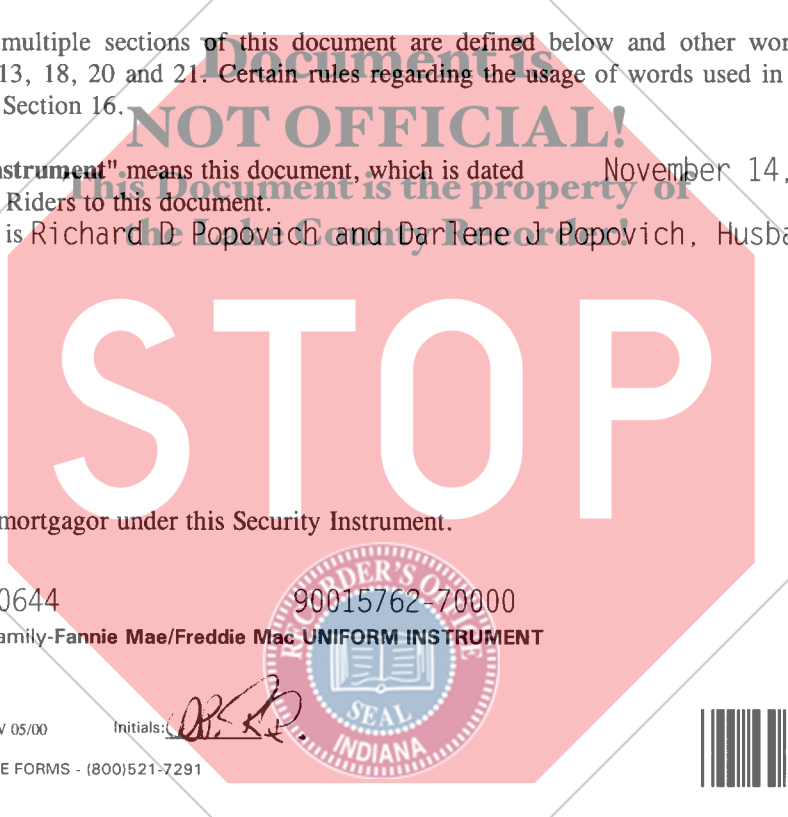 multiple sections of this document are defined below and other wor
Document is
13, 18, 20 and 21. Certain rules regarding the usage of words used in
Section 16.
NOT OFFICIAL!
strument" means this document, which is dated November 14,
This Document is the property of
Riders to this document.
is Richard D Popovich and Darlene J Popovich, Husba
the Lake County Recorder!
STOP
mortgagor under this Security Instrument.
0644 90015762-70000
amily-Fannie Mae/Freddie Mac UNIFORM INSTRUMENT
RECORDER'S OFFICE
SEAL
INDIANA
V 05/00 Initials:
E FORMS - (800)521-7291